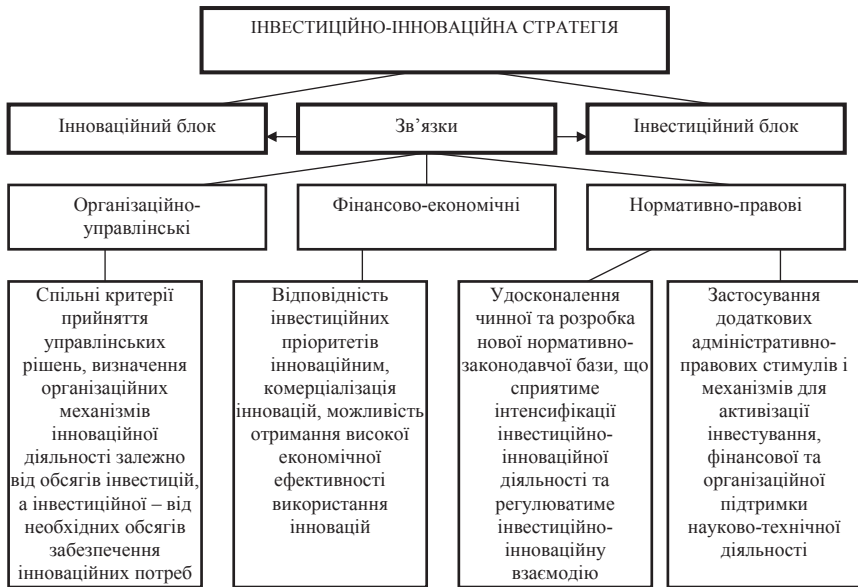 ІНВЕСТИЦІЙНО-ІННОВАЦІЙНА СТРАТЕГІЯ
Інноваційний блок
Зв’язки
Інвестиційний блок
Організаційно-
управлінські
Фінансово-економічні
Нормативно-правові
Спільні критерії
прийняття
управлінських
рішень, визначення
організаційних
механізмів
інноваційної
діяльності залежно
від обсягів інвестицій,
а інвестиційної – від
необхідних обсягів
забезпечення
інноваційних потреб
Відповідність
інвестиційних
пріоритетів
інноваційним,
комерціалізація
інновацій, можливість
отримання високої
економічної
ефективності
використання
інновацій
Удосконалення
чинної та розробка
нової нормативно-
законодавчої бази, що
сприятиме
інтенсифікації
інвестиційно-
інноваційної
діяльності та
регулюватиме
інвестиційно-
інноваційну
взаємодію
Застосування
додаткових
адміністративно-
правових стимулів і
механізмів для
активізації
інвестування,
фінансової та
організаційної
підтримки
науково-технічної
діяльності